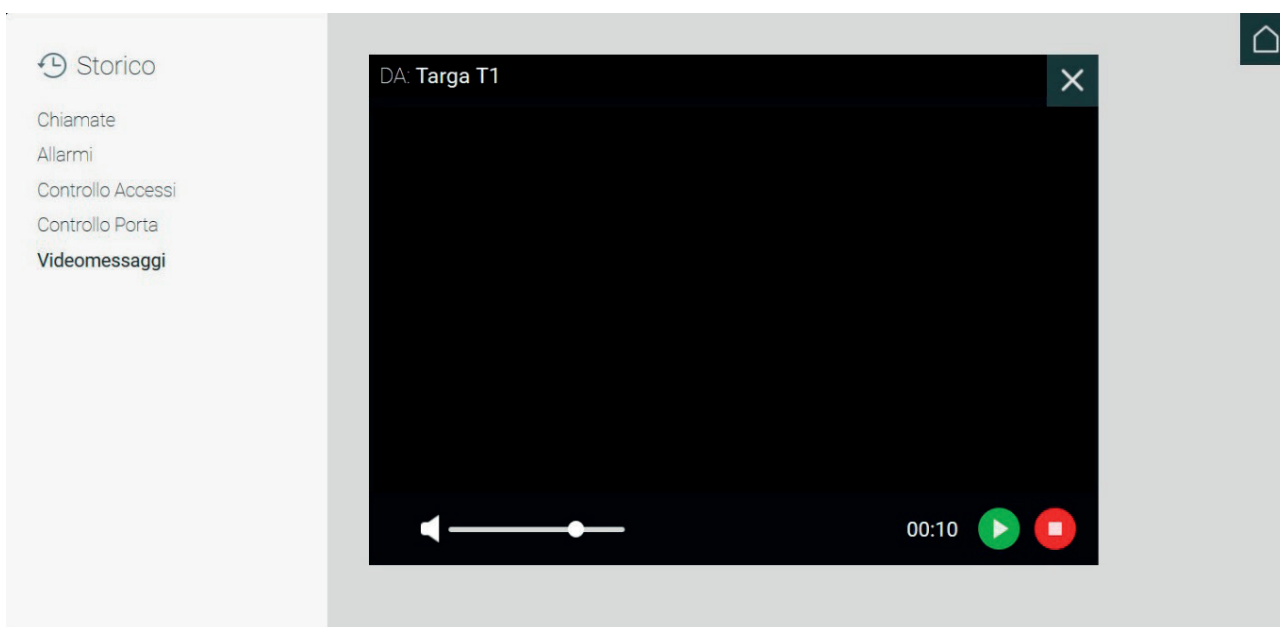 Storico
Chiamate
Allarmi
Controllo Accessi
Controllo Porta
Videomessaggi
DA: Targa T1
00:10